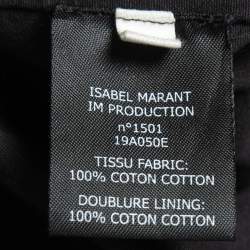 ISABEL MARANT
IM PRODUCTION
n°1501
19A050E
TISSU FABRIC:
100% COTON COTTON
DOUBLURE LINING:
100% COTON COTTON